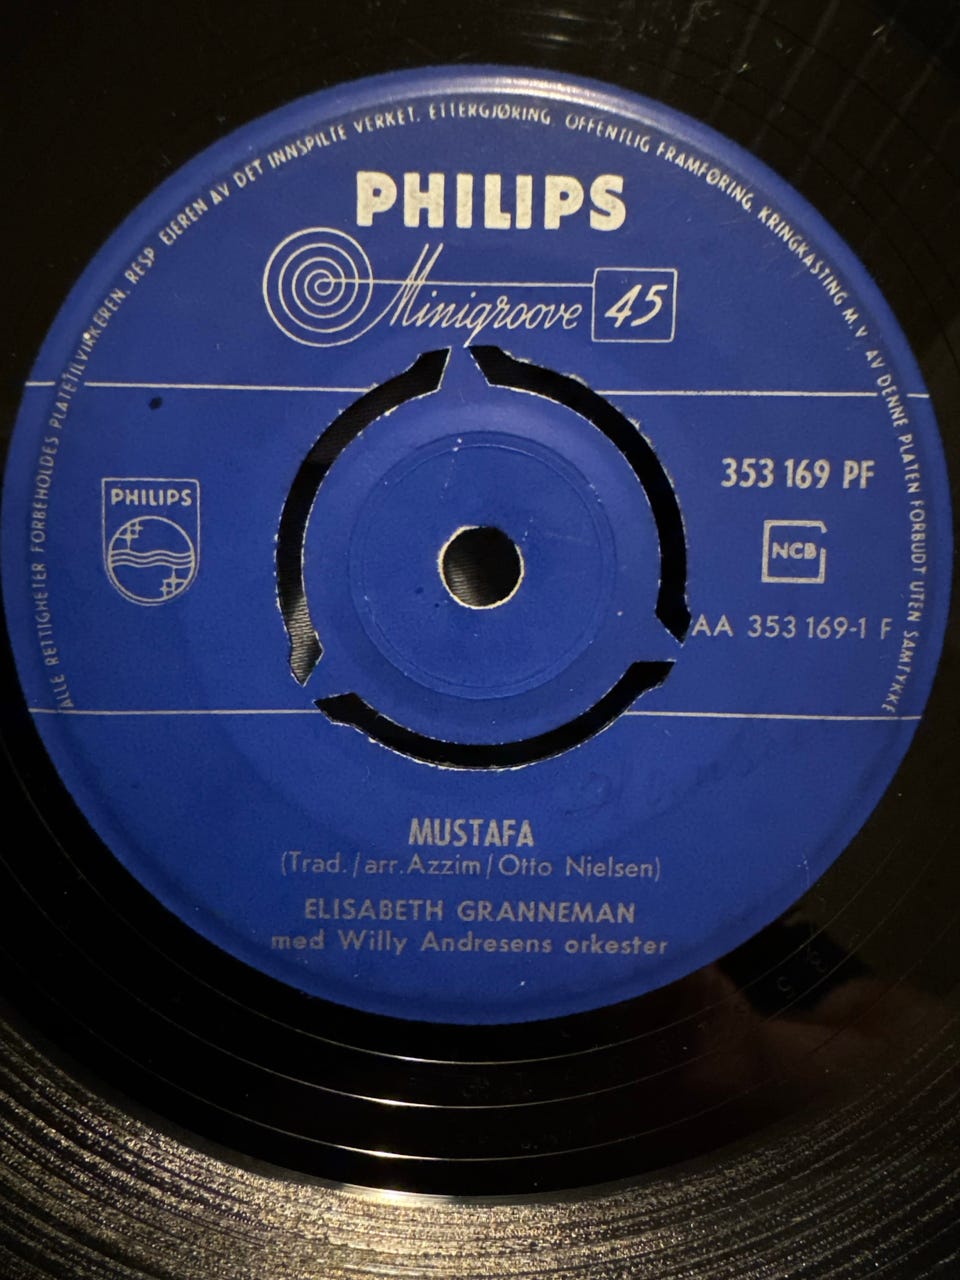 ALLE RETTIGHETER FORBEHOLDES PLATETILVIRKEREN, RESP. EIEREN AV DET INNSPILTE VERKET. ETTERGJØRING, OFFENTLIG FRAMFØRING, KRINGKASTING M.V. AV DENNE PLATEN FORBUDT UTEN SAMTYKKE
PHILIPS
Minigroove 45
353 169 PF
PHILIPS
NCB
AA 353 169-1 F
MUSTAFA
(Trad./arr.Azzim/Otto Nielsen)
ELISABETH GRANNEMAN
med Willy Andresens orkester